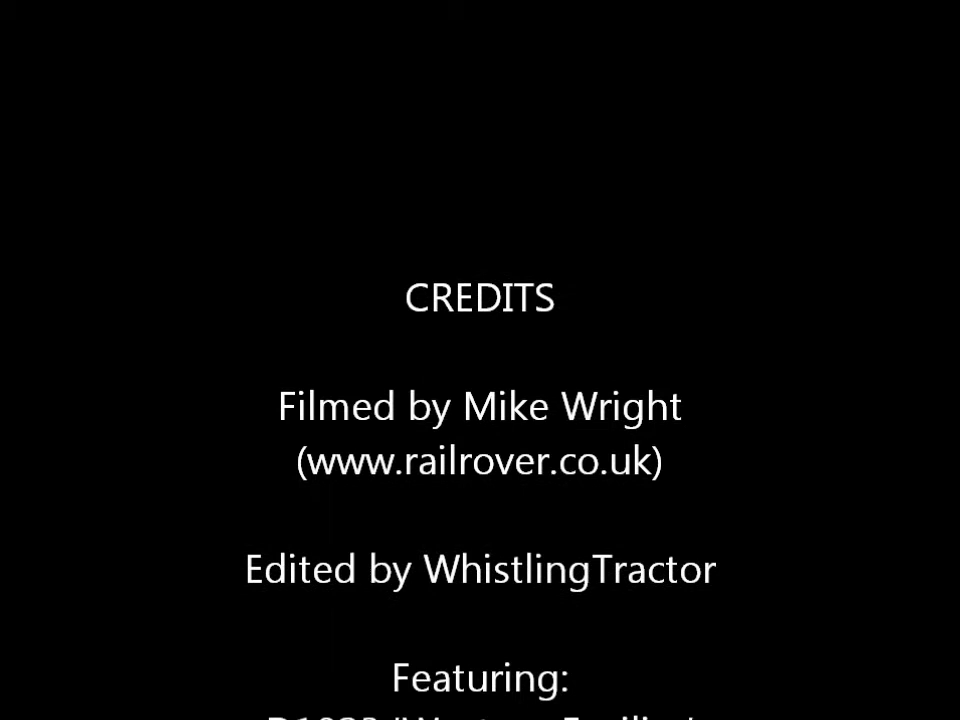 CREDITS
Filmed by Mike Wright
(www.railrover.co.uk)
Edited by WhistlingTractor
Featuring: